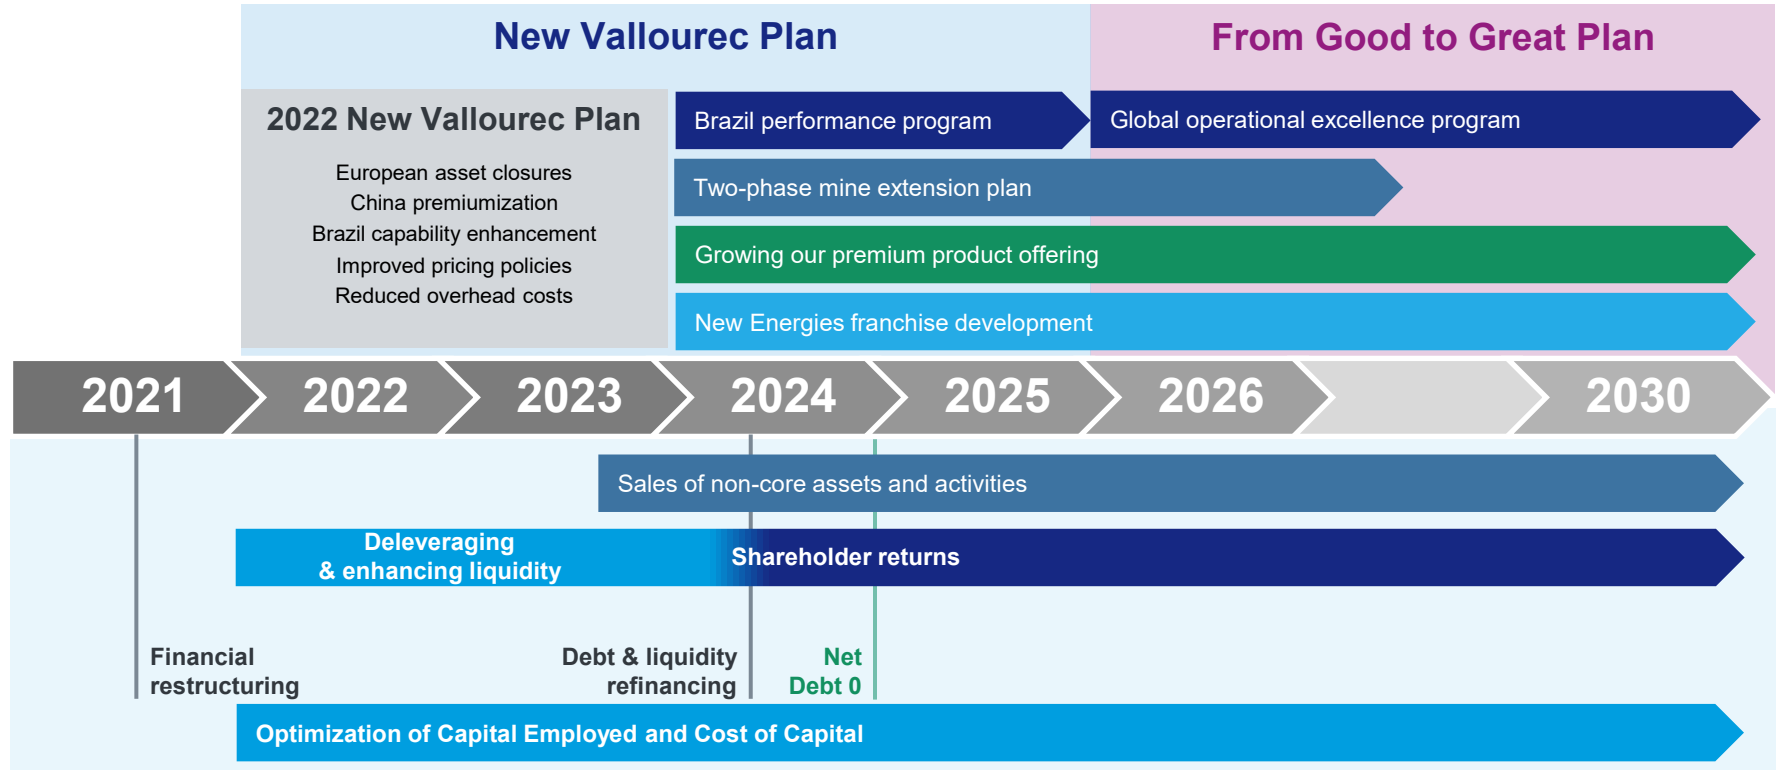 New Vallourec Plan
From Good to Great Plan
2022 New Vallourec Plan
European asset closures
China premiumization
Brazil capability enhancement
Improved pricing policies
Reduced overhead costs
Brazil performance program
Global operational excellence program
Two-phase mine extension plan
Growing our premium product offering
New Energies franchise development
2021
2022
2023
2024
2025
2026
2030
Sales of non-core assets and activities
Deleveraging
& enhancing liquidity
Shareholder returns
Financial
restructuring
Debt & liquidity
refinancing
Net
Debt 0
Optimization of Capital Employed and Cost of Capital